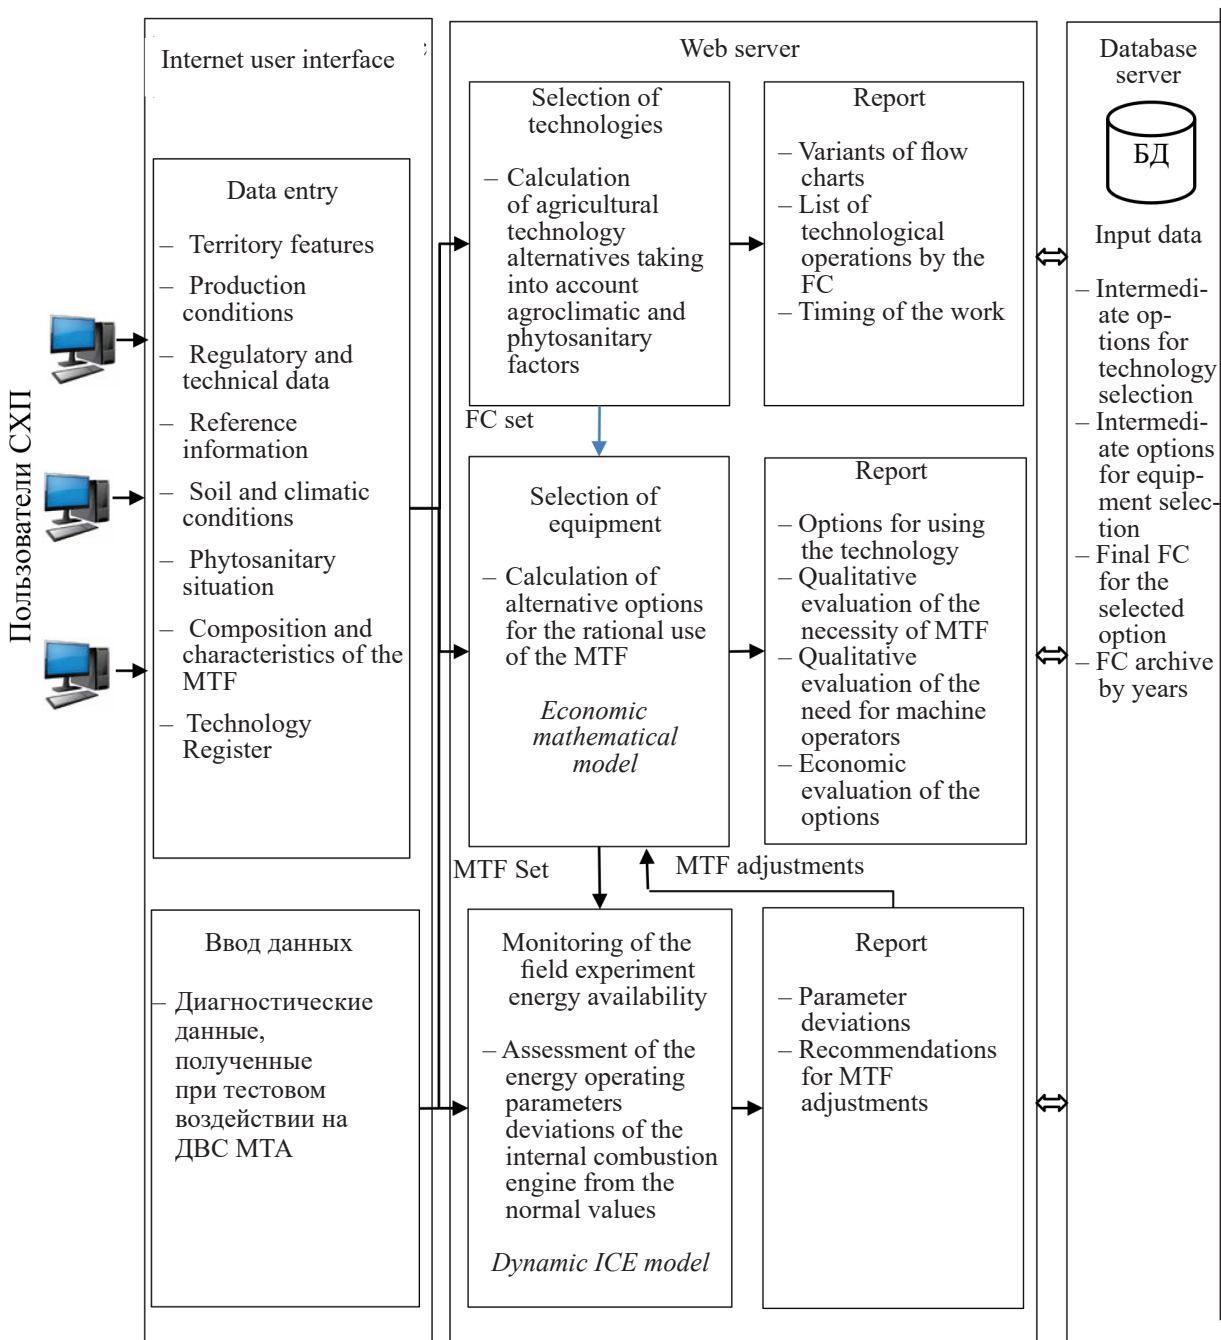 Пользователи СХП
Internet user interface
Data entry
– Territory features
– Production
conditions
– Regulatory and
technical data
– Reference
information
– Soil and climatic
conditions
– Phytosanitary
situation
– Composition and
characteristics of the
MTF
– Technology
Register
Ввод данных
– Диагностические
данные,
полученные
при тестовом
воздействии на
ДВС МТА
Web server
Selection of
technologies
– Calculation
of agricultural
technology
alternatives taking
into account
agroclimatic and
phytosanitary
factors
Report
– Variants of flow
charts
– List of
technological
operations by the
FC
– Timing of the work
FC set
Selection of
equipment
– Calculation of
alternative options
for the rational use
of the MTF
Economic
mathematical
model
Report
– Options for using
the technology
– Qualitative
evaluation of the
necessity of MTF
– Qualitative
evaluation of the
need for machine
operators
– Economic
evaluation of the
options
MTF Set
MTF adjustments
Monitoring of the
field experiment
energy availability
– Assessment of the
energy operating
parameters
deviations of the
internal combustion
engine from the
normal values
Dynamic ICE model
Report
– Parameter
deviations
– Recommendations
for MTF
adjustments
Database
server
БД
Input data
– Intermedi-
ate op-
tions for
technology
selection
– Intermedi-
ate options
for equip-
ment selec-
tion
– Final FC
for the
selected
option
– FC archive
by years